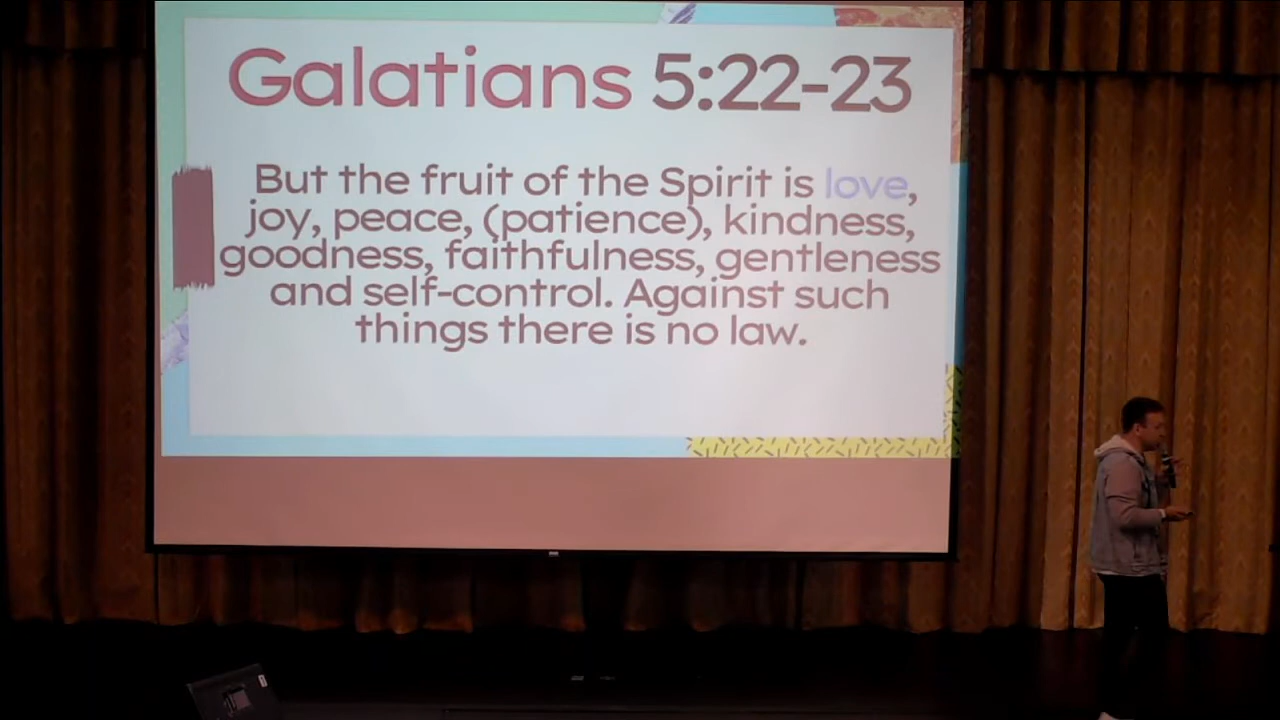 Galatians 5:22-23
But the fruit of the Spirit is love,
joy, peace, (patience), kindness,
goodness, faithfulness, gentleness
and self-control. Against such
things there is no law.